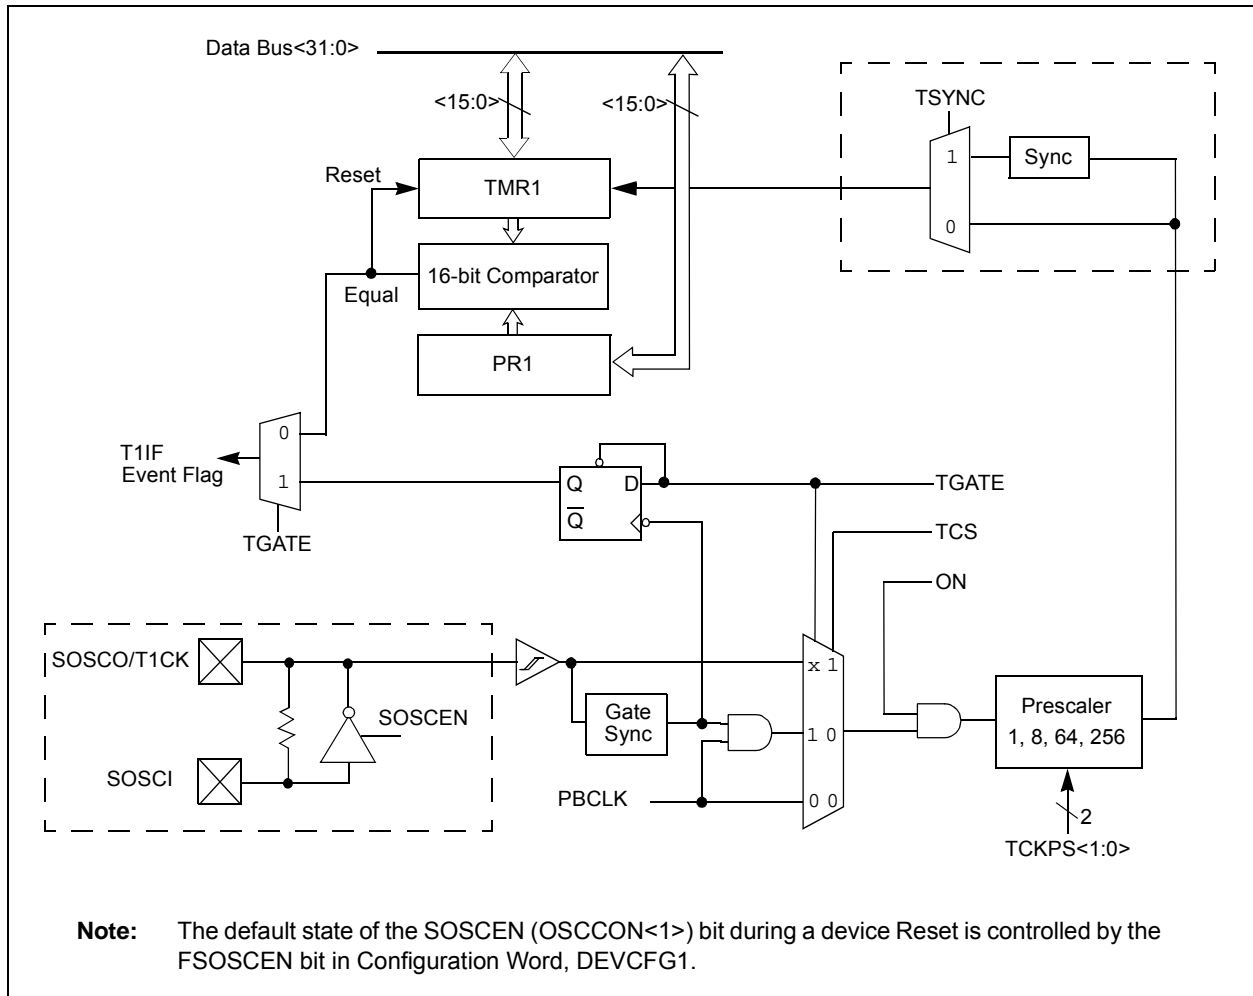 Data Bus<31:0>
<15:0>
<15:0>
TSYNC
1
Sync
Reset
TMR1
0
16-bit Comparator
Equal
PR1
0
T1IF
Event Flag
1
Q
D
TGATE
Q̅
TCS
TGATE
ON
SOSCO/T1CK
x 1
SOSCEN
Gate
Sync
1 0
Prescaler
1, 8, 64, 256
SOSCI
PBCLK
0 0
2
TCKPS<1:0>
Note: The default state of the SOSCEN (OSCCON<1>) bit during a device Reset is controlled by the
FSOSCEN bit in Configuration Word, DEVCFG1.